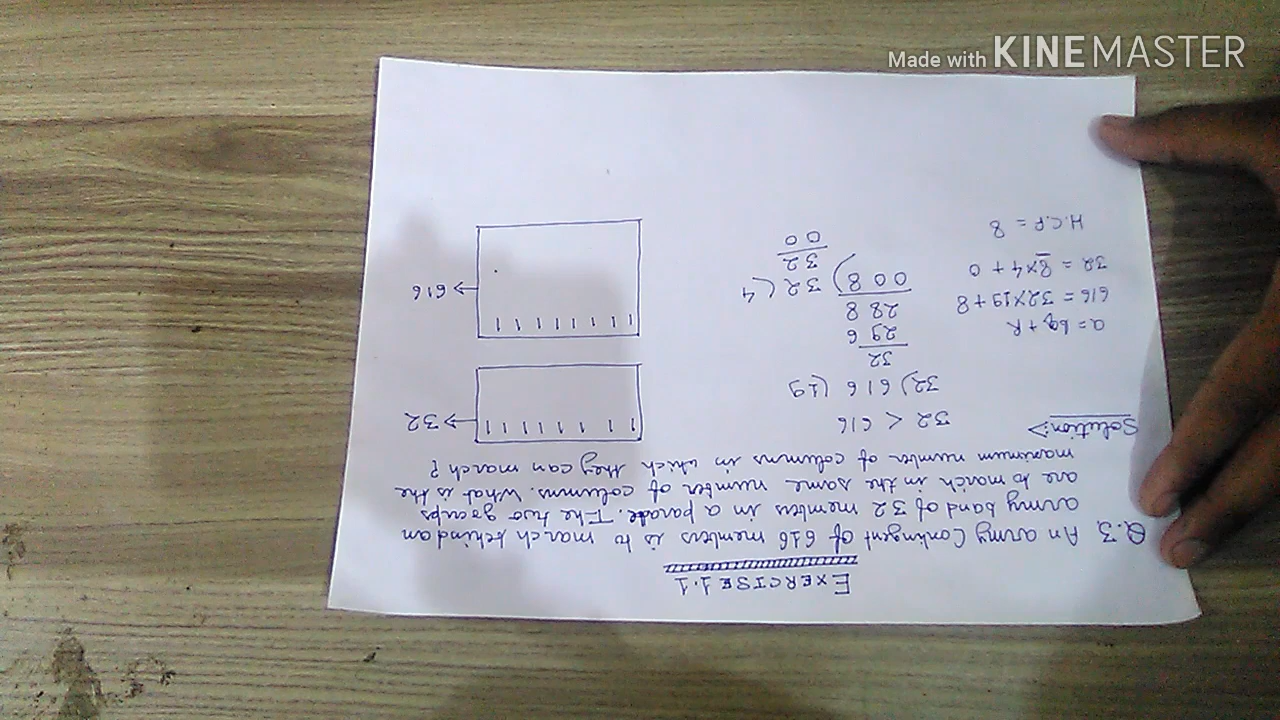 Made with KINEMASTER
EXERCISE 1.1
Q.3 An army Contingent of 616 members is to march behind an
army band of 32 members in a parade. The two groups
are to march in the same number of columns. What is the
maximum number of columns in which they can march?
Solution:>
32 < 616
32) 616 (19
32
296
288
008) 32 (4
32
00
a = bq + R
616 = 32×19+8
32 = 8×4+0
H.C.F. = 8
→ 32
→ 616